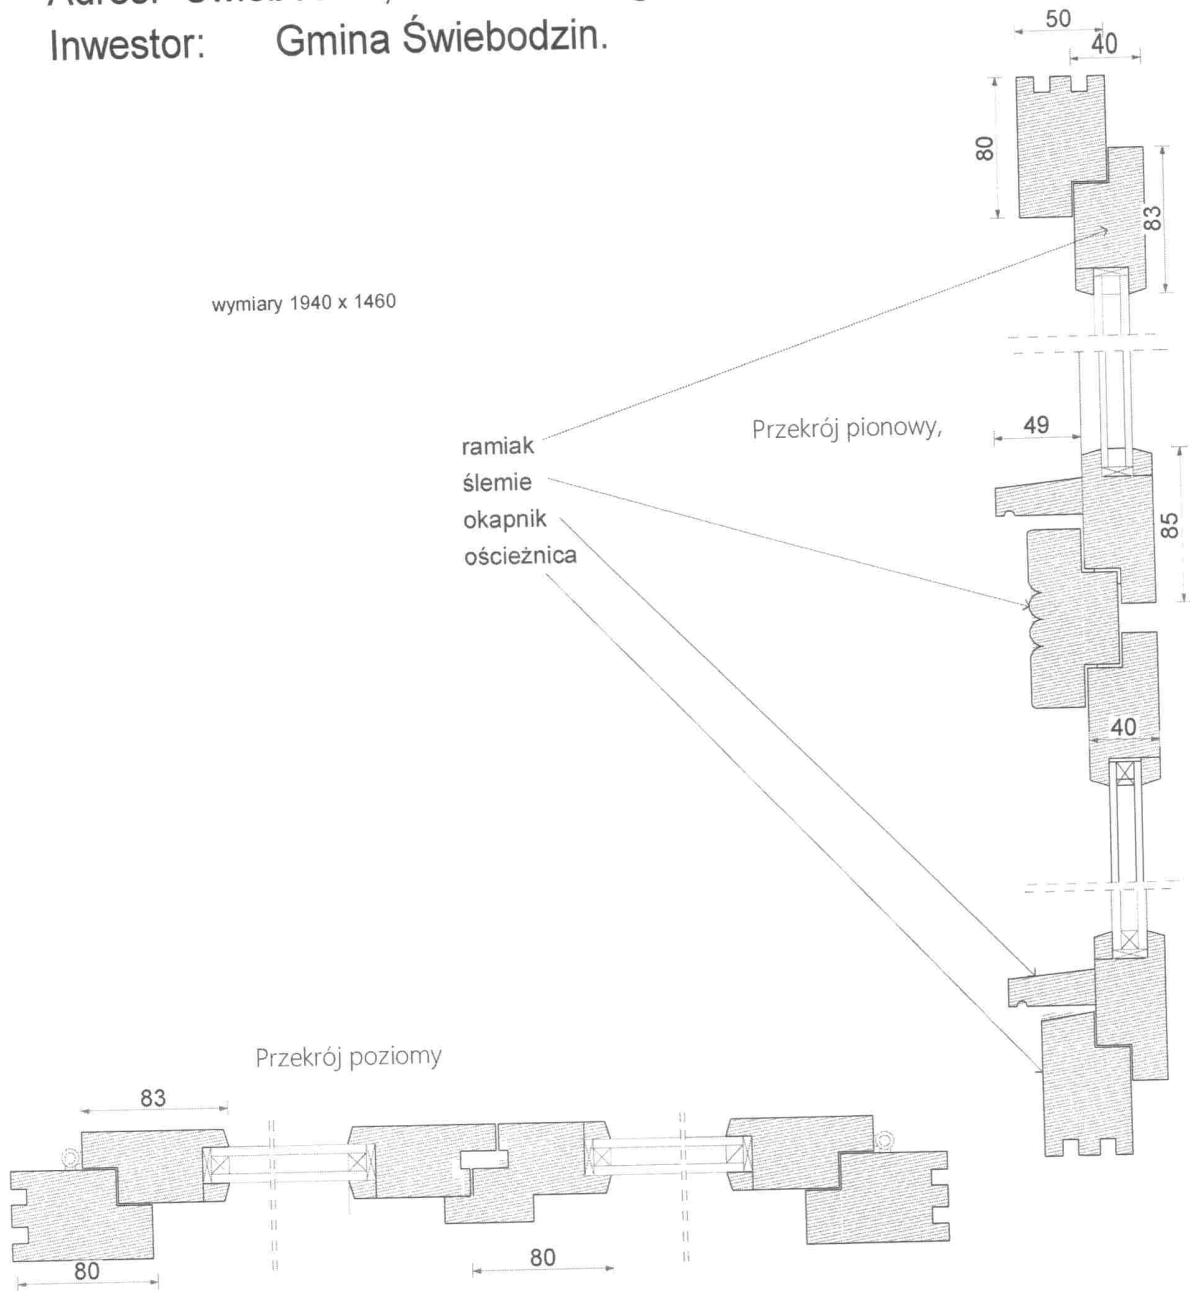 Inwestor: Gmina Świebodzin.
50
40
80
83
wymiary 1940 x 1460
Przekrój pionowy,
49
ramiak
ślemie
okapnik
ościeżnica
85
40
Przekrój poziomy
83
80
80